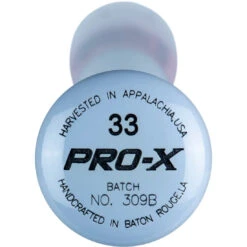 HARVESTED IN APPALACHIA,USA
33
PRO-X
BATCH
NO. 309B
HANDCRAFTED IN BATON ROUGE,LA